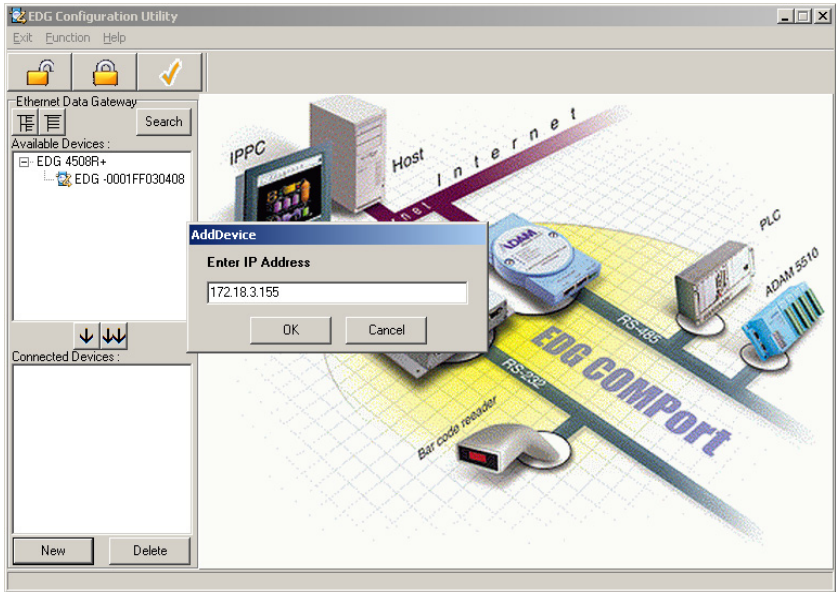 EDG Configuration Utility
Exit Function Help
Ethernet Data Gateway
Search
Available Devices :
EDG 4508R+
EDG -0001FF030408
Connected Devices :
New
Delete
AddDevice
Enter IP Address
172.18.3.155
OK
Cancel
IPPC
Host
Internet
net
ADAM
PLC
ADAM 5510
RS-485
RS-232
EDG COMPort
Bar code reeader